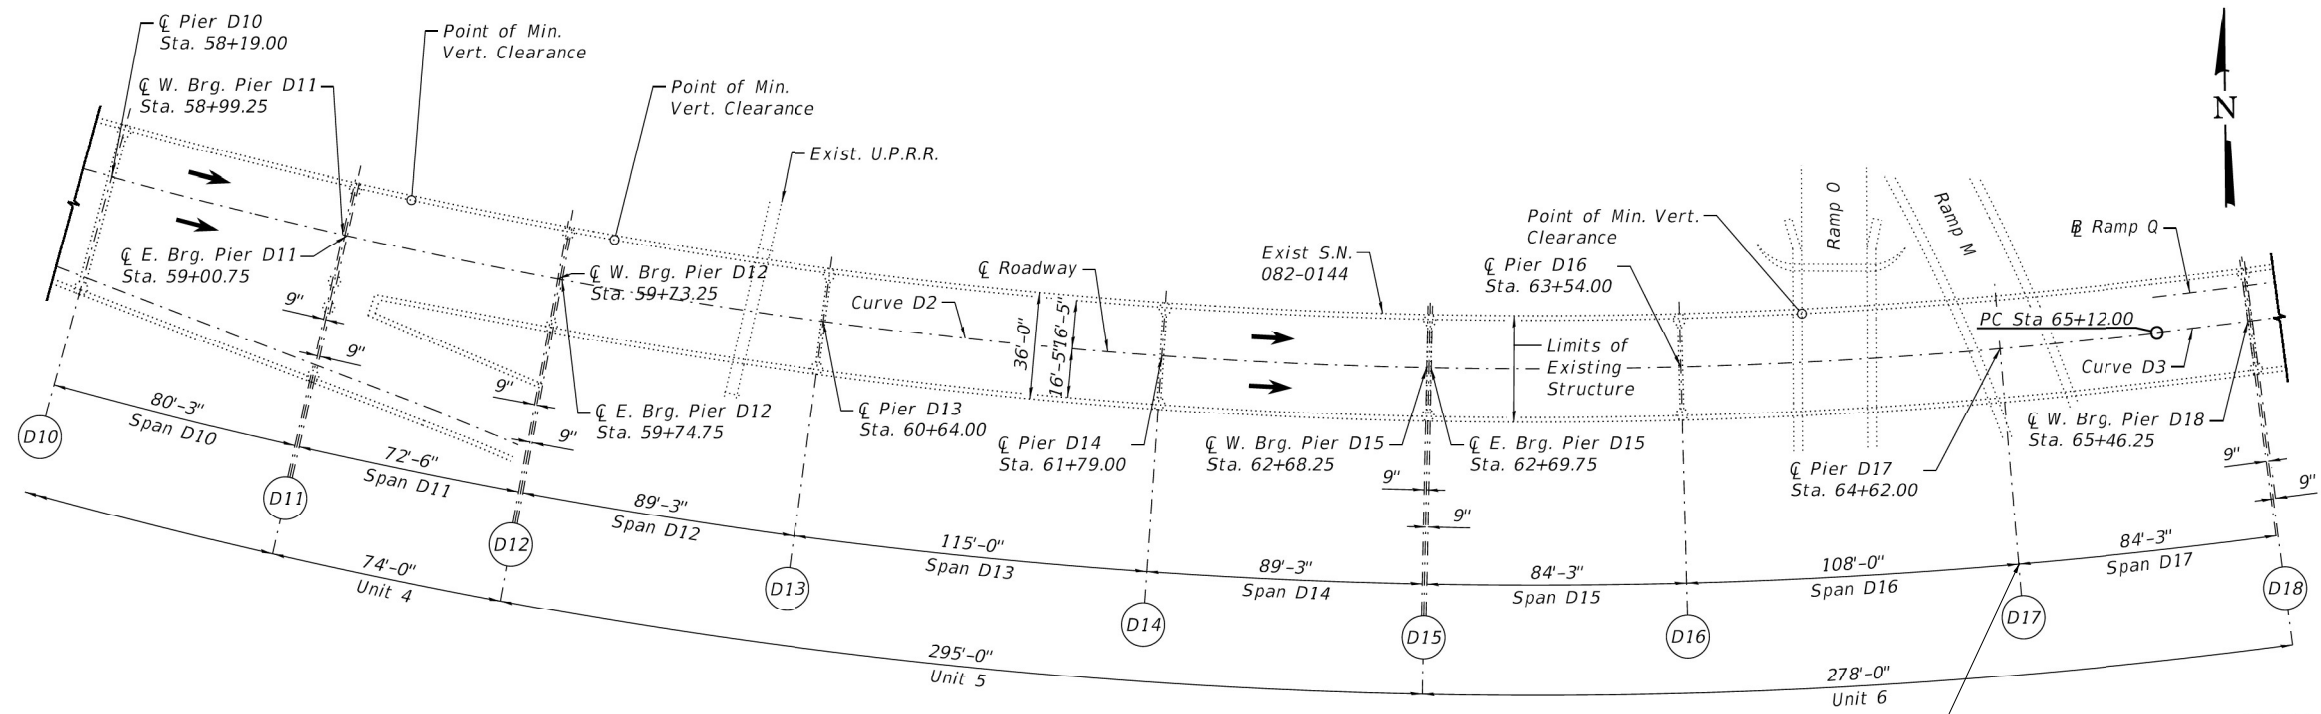 ℄ Pier D10
Sta. 58+19.00
Point of Min.
Vert. Clearance
℄ W. Brg. Pier D11
Sta. 58+99.25
Point of Min.
Vert. Clearance
Exist. U.P.R.R.
N
Ramp O
Ramp M
℄ E. Brg. Pier D11
Sta. 59+00.75
℄ W. Brg. Pier D12
Sta. 59+73.25
Curve D2
℄ Roadway
Exist S.N.
082-0144
Point of Min. Vert.
Clearance
℄ Pier D16
Sta. 63+54.00
Ramp Q
PC Sta 65+12.00
Curve D3
9"
9"
9"
9"
36'-0"
16'-5"
16'-5"
Limits of
Existing
Structure
℄ E. Brg. Pier D12
Sta. 59+74.75
℄ Pier D13
Sta. 60+64.00
℄ Pier D14
Sta. 61+79.00
℄ W. Brg. Pier D15
Sta. 62+68.25
℄ E. Brg. Pier D15
Sta. 62+69.75
℄ Pier D17
Sta. 64+62.00
℄ W. Brg. Pier D18
Sta. 65+46.25
9"
9"
9"
9"
80'-3"
Span D10
72'-6"
Span D11
89'-3"
Span D12
115'-0"
Span D13
89'-3"
Span D14
84'-3"
Span D15
108'-0"
Span D16
84'-3"
Span D17
D10
D11
D12
D13
D14
D15
D16
D17
D18
74'-0"
Unit 4
295'-0"
Unit 5
278'-0"
Unit 6